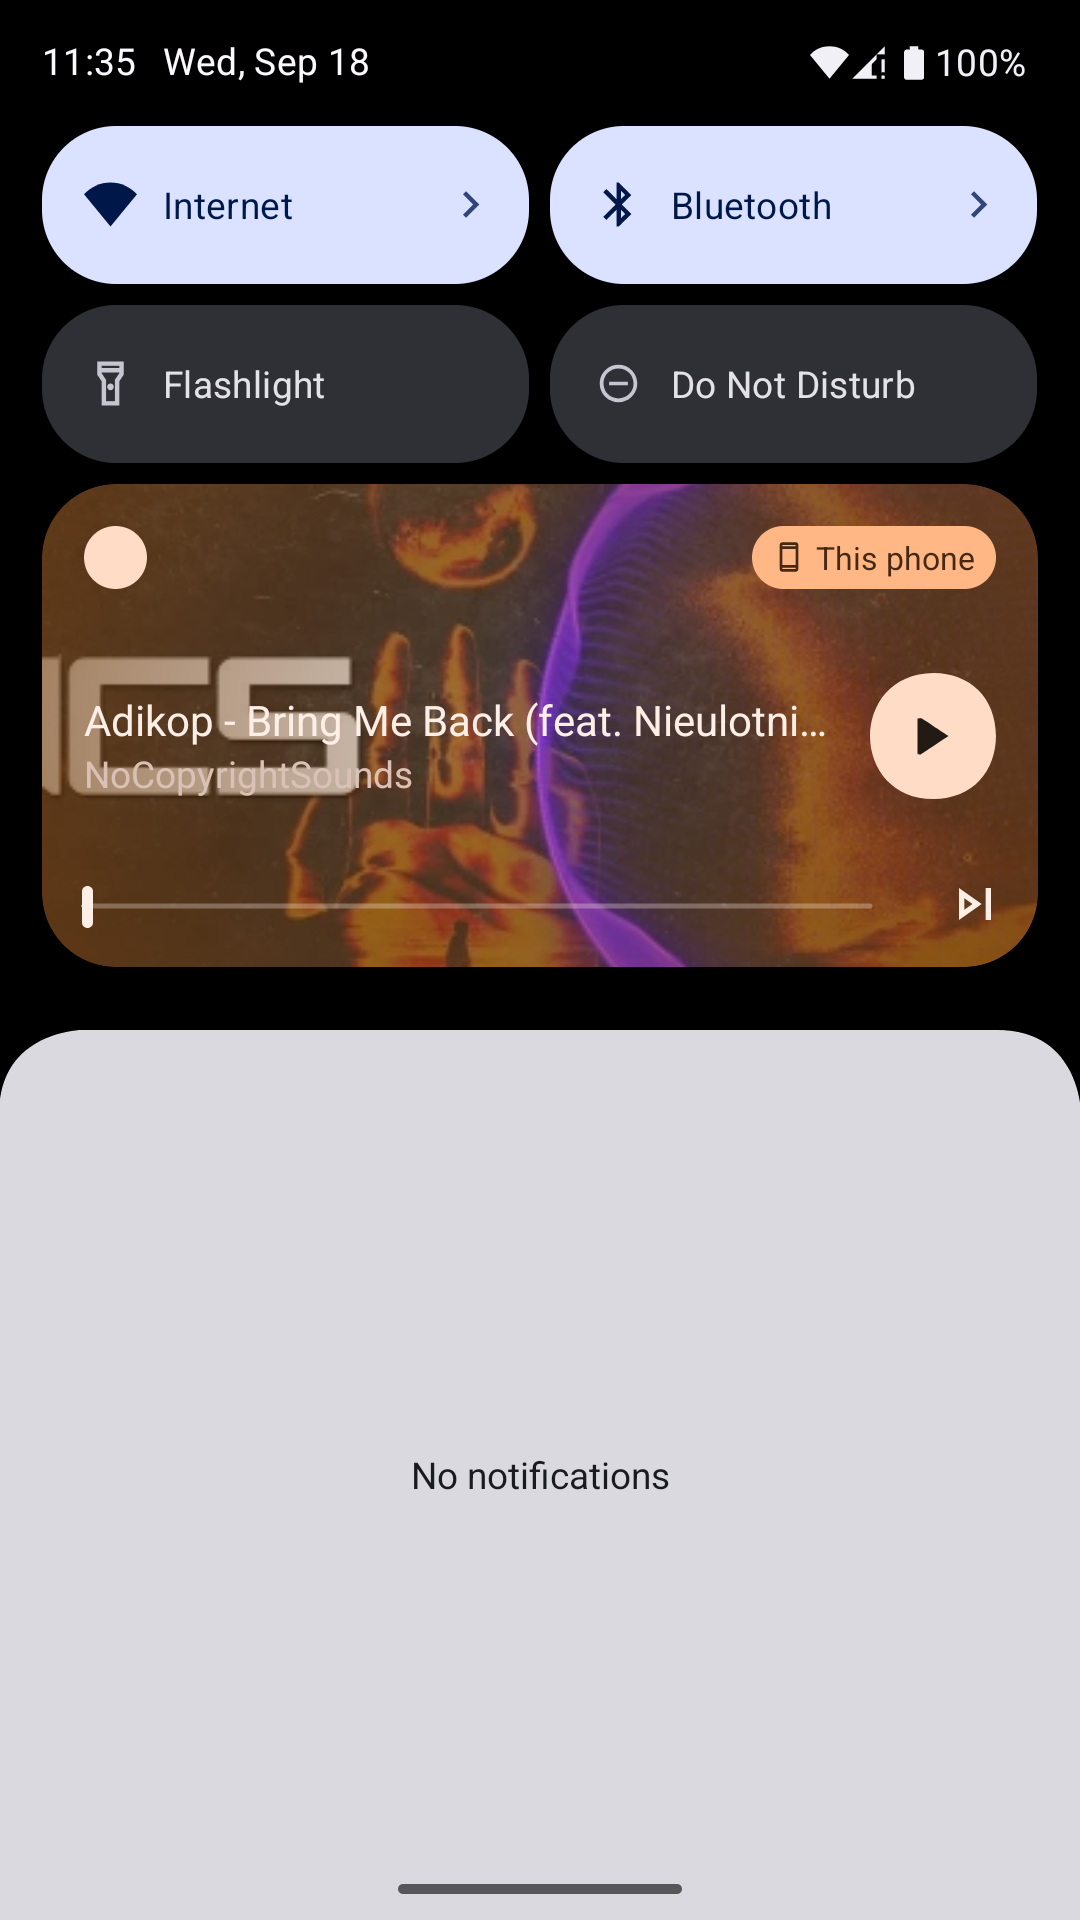 11:35 Wed, Sep 18 100%
Internet
Bluetooth
Flashlight
Do Not Disturb
This phone
Adikop - Bring Me Back (feat. Nieulotni…
NoCopyrightSounds
No notifications